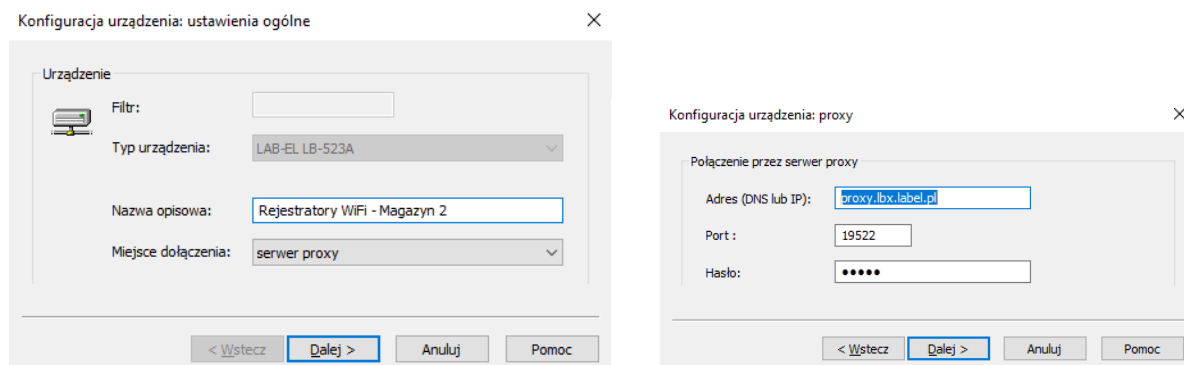 Konfiguracja urządzenia: ustawienia ogólne
Urządzenie
Filtr:
Typ urządzenia: LAB-EL LB-523A
Nazwa opisowa: Rejestratory WiFi - Magazyn 2
Miejsce dołączenia: serwer proxy
< Wstecz Dalej > Anuluj Pomoc
Konfiguracja urządzenia: proxy
Połączenie przez serwer proxy
Adres (DNS lub IP): proxy.lbx.label.pl
Port : 19522
Hasło: •••••
< Wstecz Dalej > Anuluj Pomoc